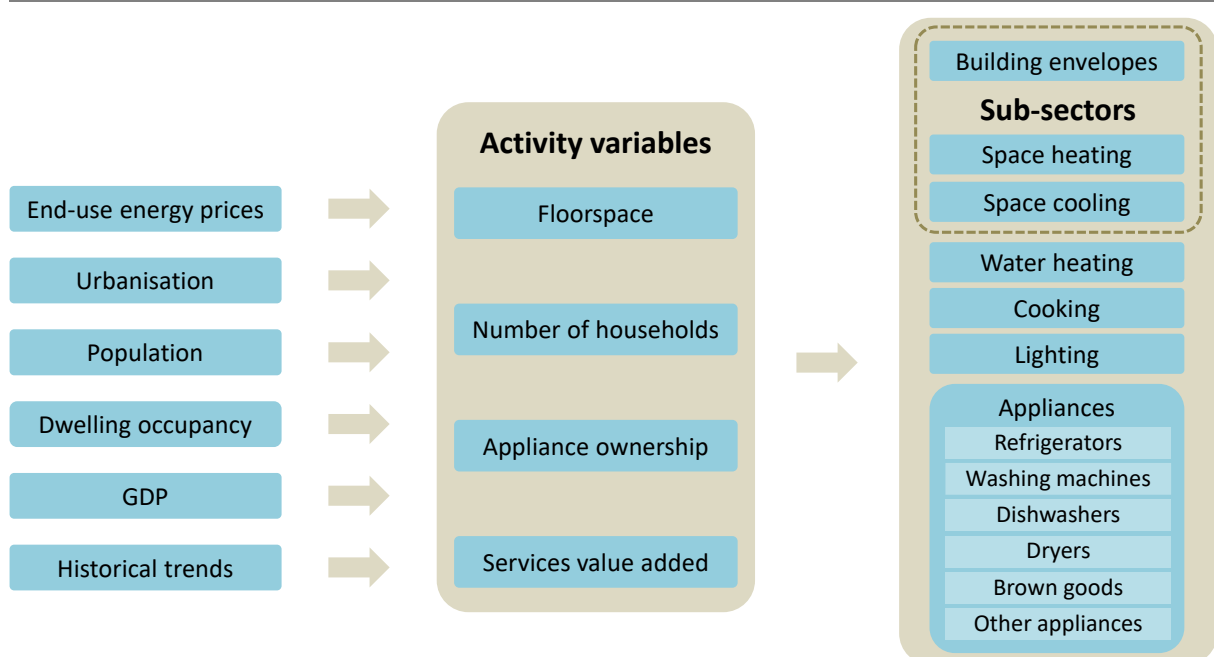 End-use energy prices
Urbanisation
Population
Dwelling occupancy
GDP
Historical trends
Activity variables
Floorspace
Number of households
Appliance ownership
Services value added
Building envelopes
Sub-sectors
Space heating
Space cooling
Water heating
Cooking
Lighting
Appliances
Refrigerators
Washing machines
Dishwashers
Dryers
Brown goods
Other appliances